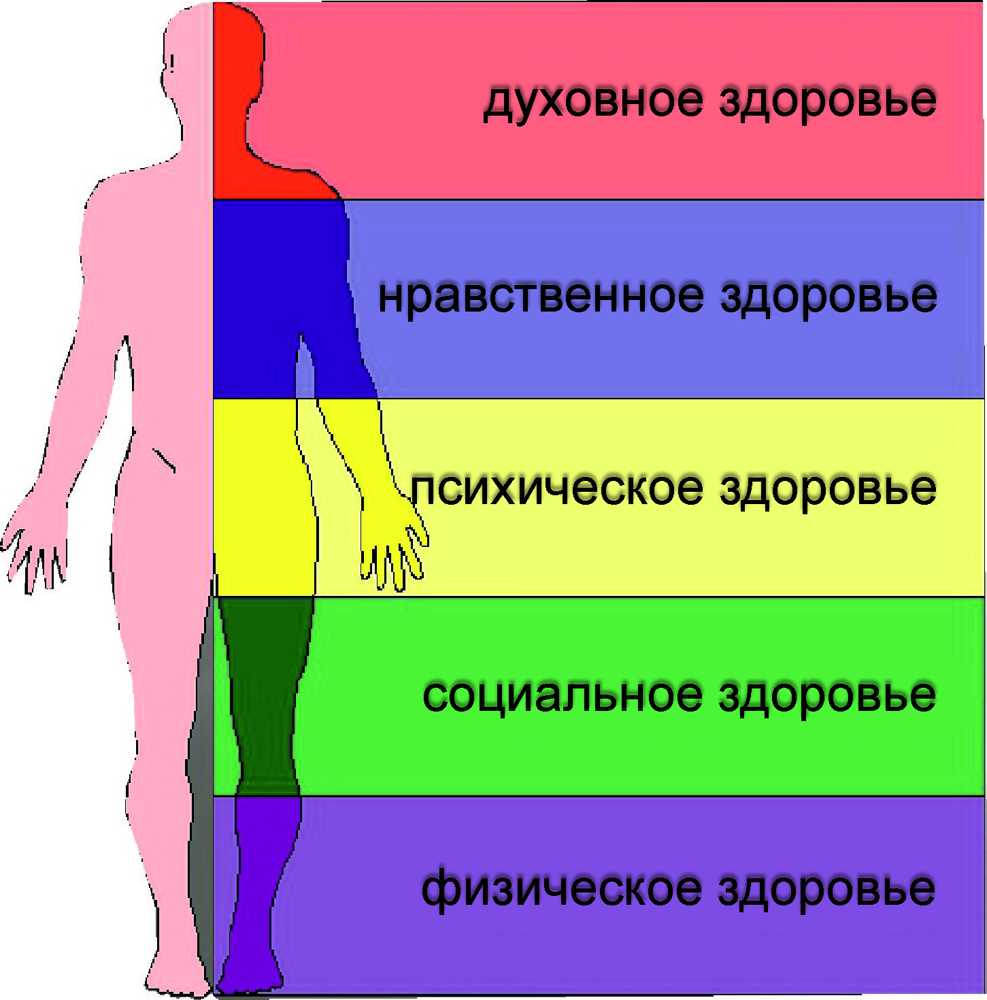 духовное здоровье
нравственное здоровье
психическое здоровье
социальное здоровье
физическое здоровье